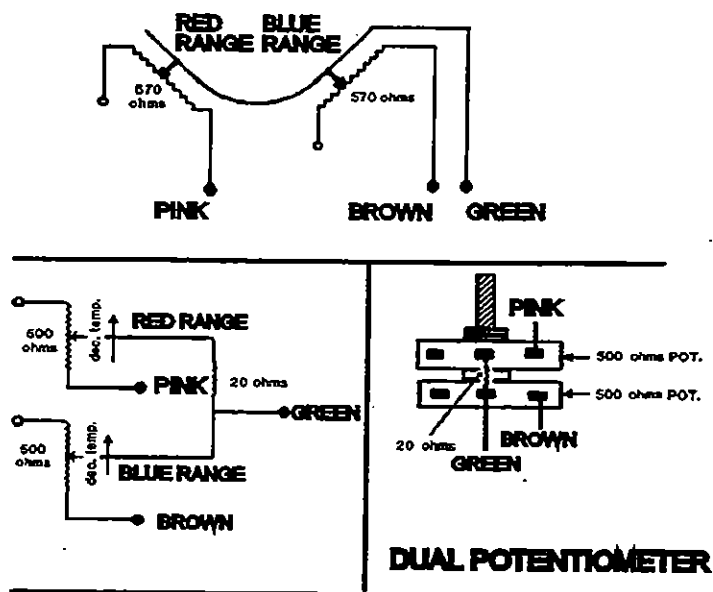 RED BLUE
RANGE RANGE
570
ohms
570 ohms
PINK
BROWN
GREEN
500
ohms
dec. temp.
RED RANGE
20 ohms
PINK
GREEN
500
ohms
dec. temp.
BLUE RANGE
BROWN
PINK
500 ohms POT.
500 ohms POT.
20 ohms
BROWN
GREEN
DUAL POTENTIOMETER